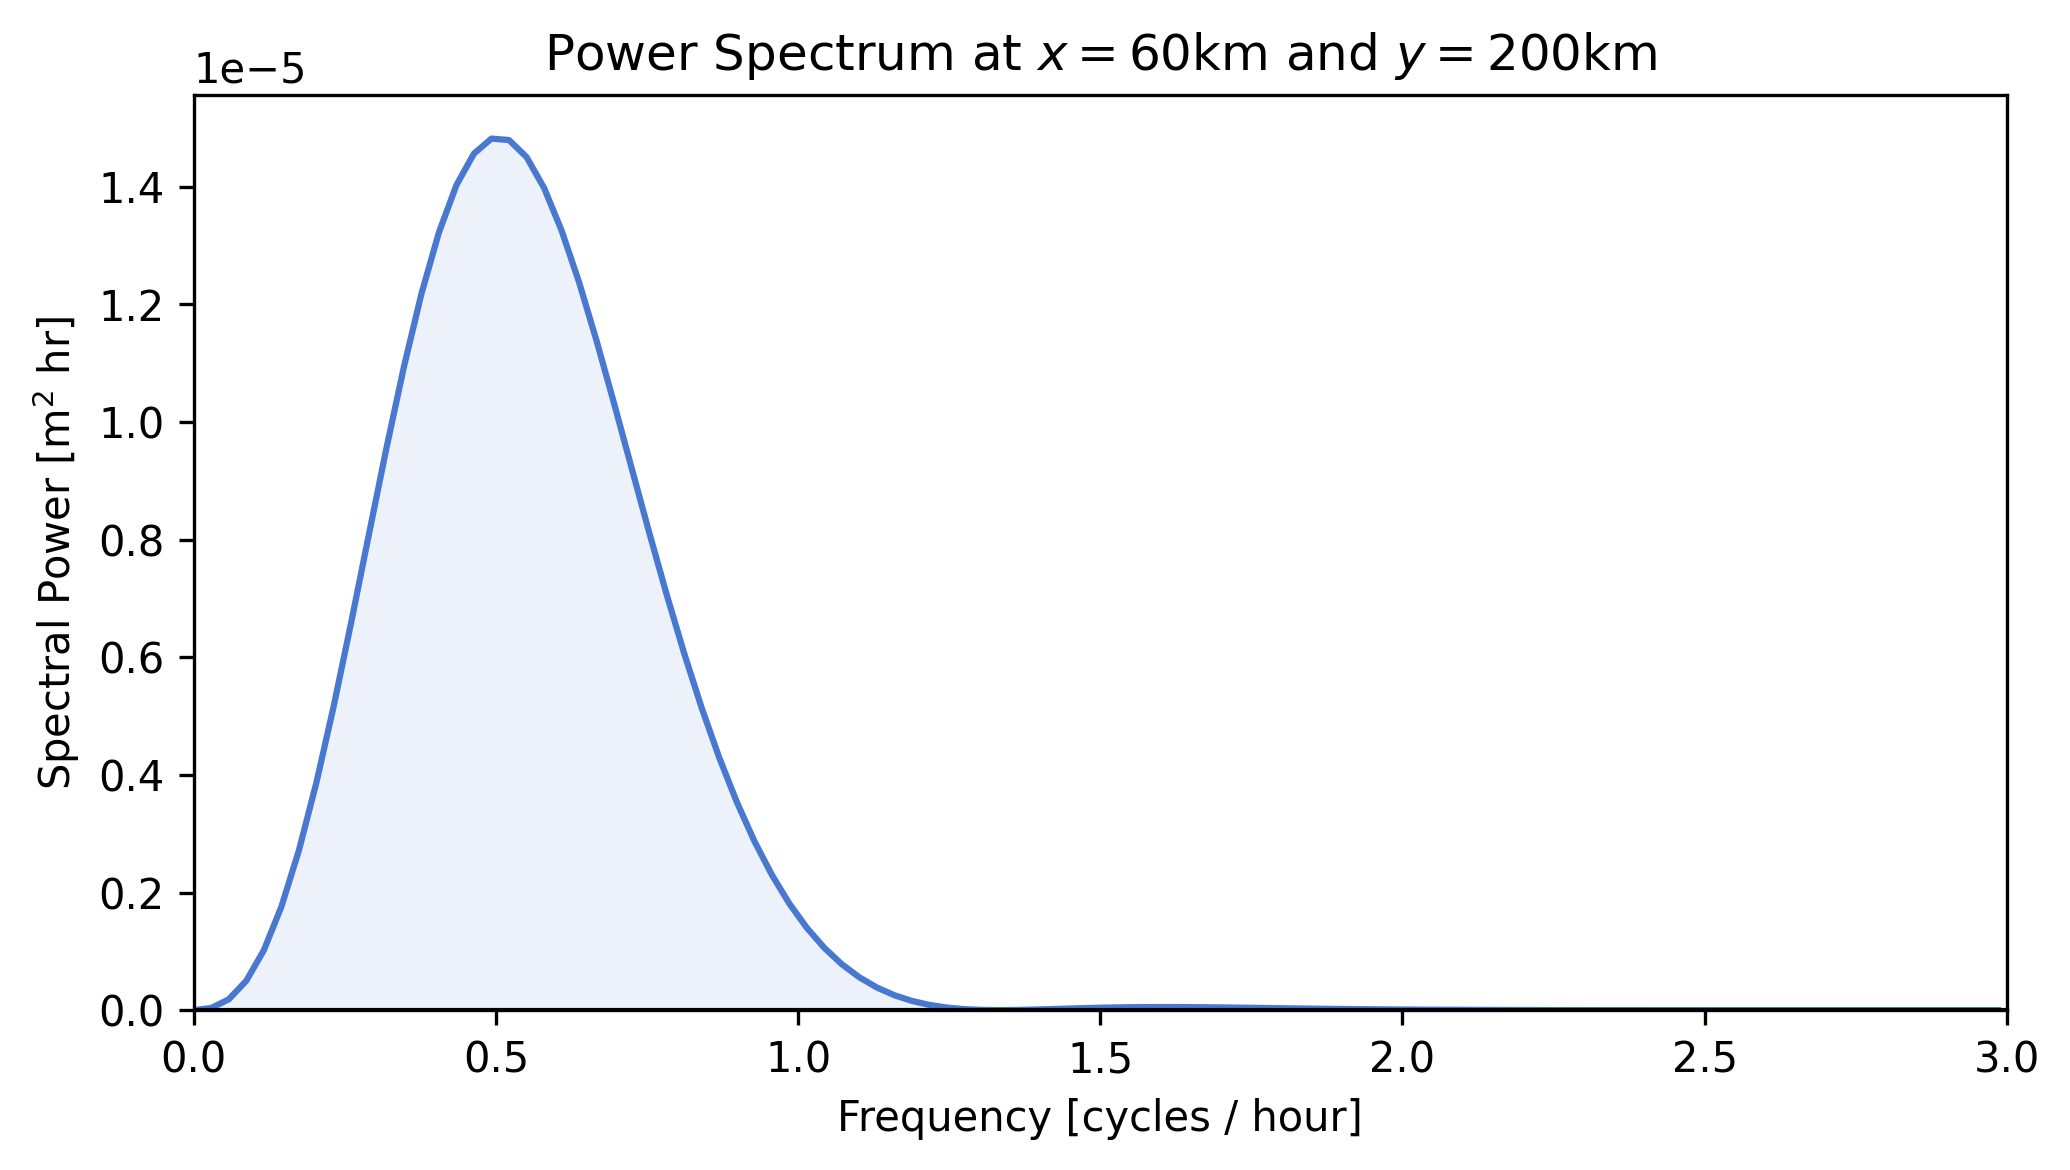 Power Spectrum at x = 60km and y = 200km
1e−5
1.4
1.2
1.0
0.8
0.6
0.4
0.2
0.0
Spectral Power [m² hr]
0.0 0.5 1.0 1.5 2.0 2.5 3.0
Frequency [cycles / hour]